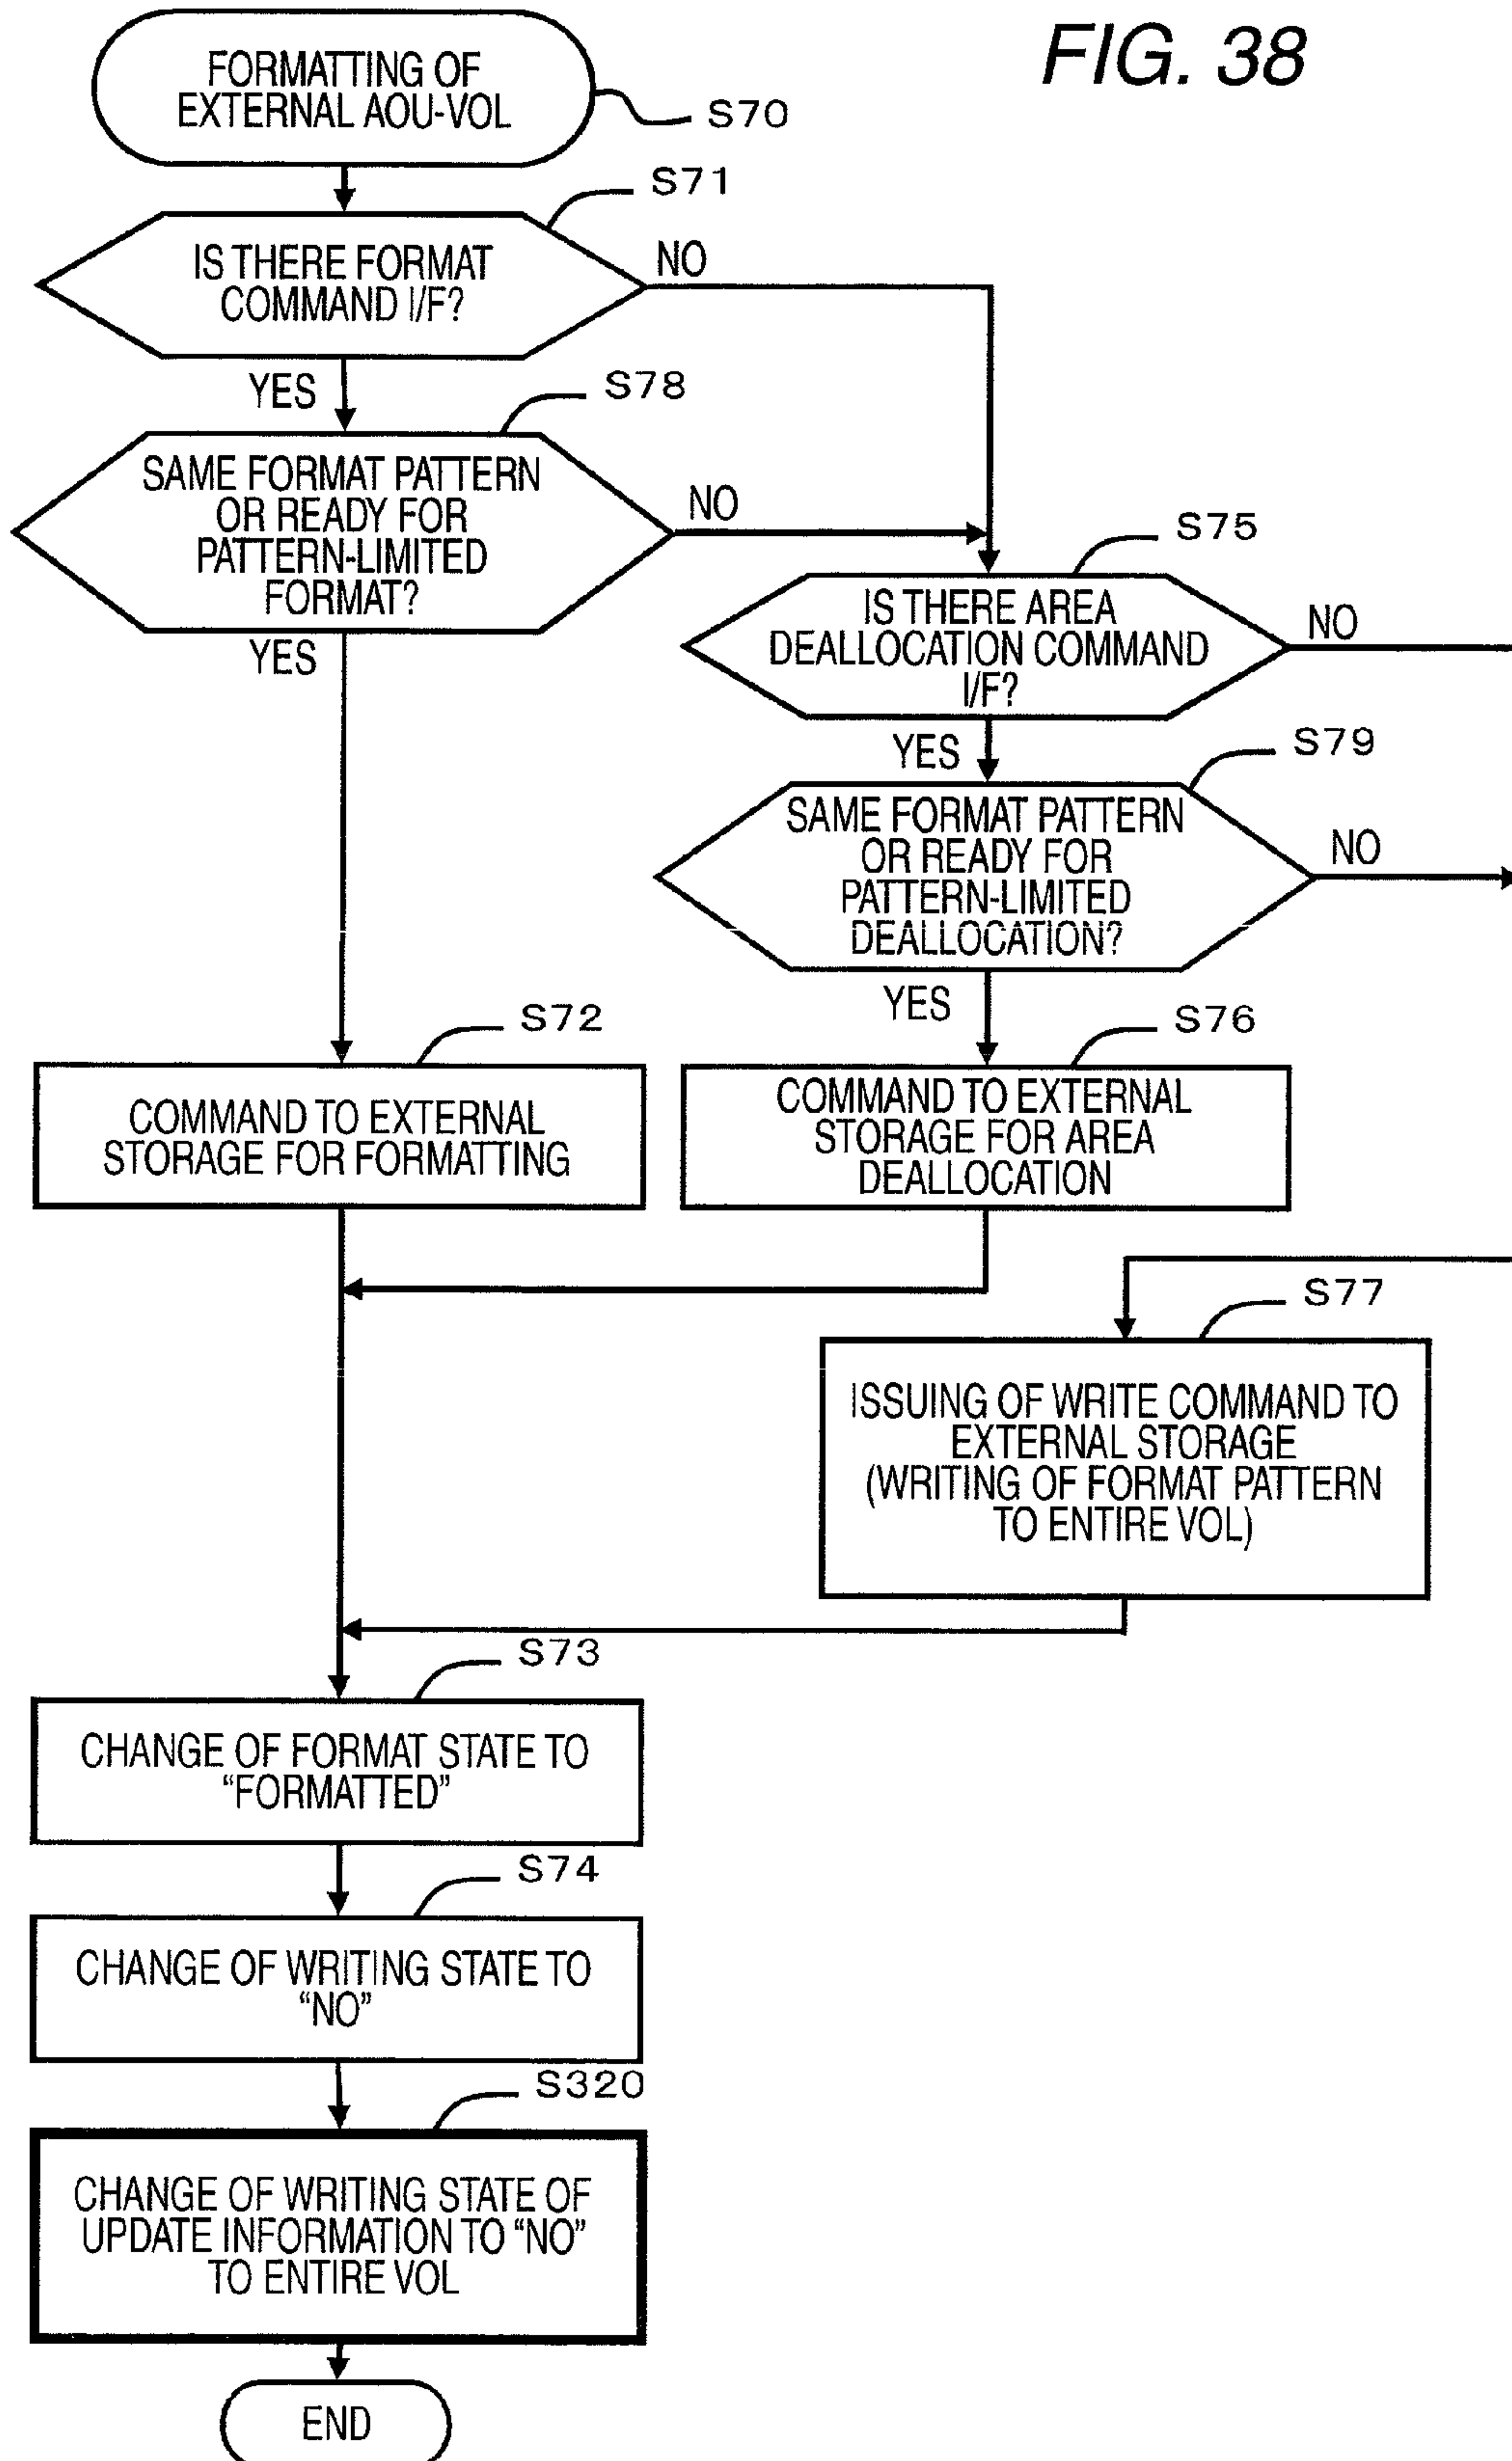 FIG. 38
FORMATTING OF
EXTERNAL AOU-VOL
S70
S71
IS THERE FORMAT
COMMAND I/F?
NO
YES
S78
SAME FORMAT PATTERN
OR READY FOR
PATTERN-LIMITED
FORMAT?
NO
YES
S75
IS THERE AREA
DEALLOCATION COMMAND
I/F?
NO
YES
S79
SAME FORMAT PATTERN
OR READY FOR
PATTERN-LIMITED
DEALLOCATION?
NO
YES
S72
COMMAND TO EXTERNAL
STORAGE FOR FORMATTING
S76
COMMAND TO EXTERNAL
STORAGE FOR AREA
DEALLOCATION
S77
ISSUING OF WRITE COMMAND TO
EXTERNAL STORAGE
(WRITING OF FORMAT PATTERN
TO ENTIRE VOL)
S73
CHANGE OF FORMAT STATE TO
“FORMATTED”
S74
CHANGE OF WRITING STATE TO
“NO”
S320
CHANGE OF WRITING STATE OF
UPDATE INFORMATION TO “NO”
TO ENTIRE VOL
END